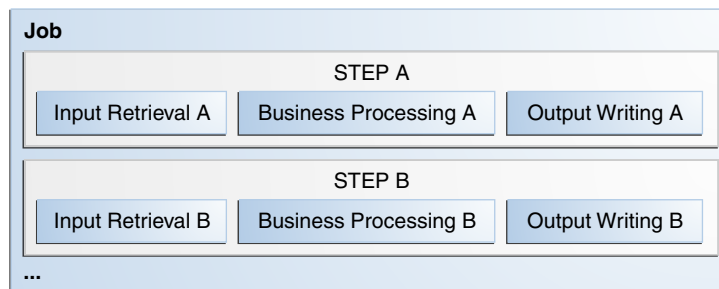 Job
STEP A
Input Retrieval A
Business Processing A
Output Writing A
STEP B
Input Retrieval B
Business Processing B
Output Writing B
...